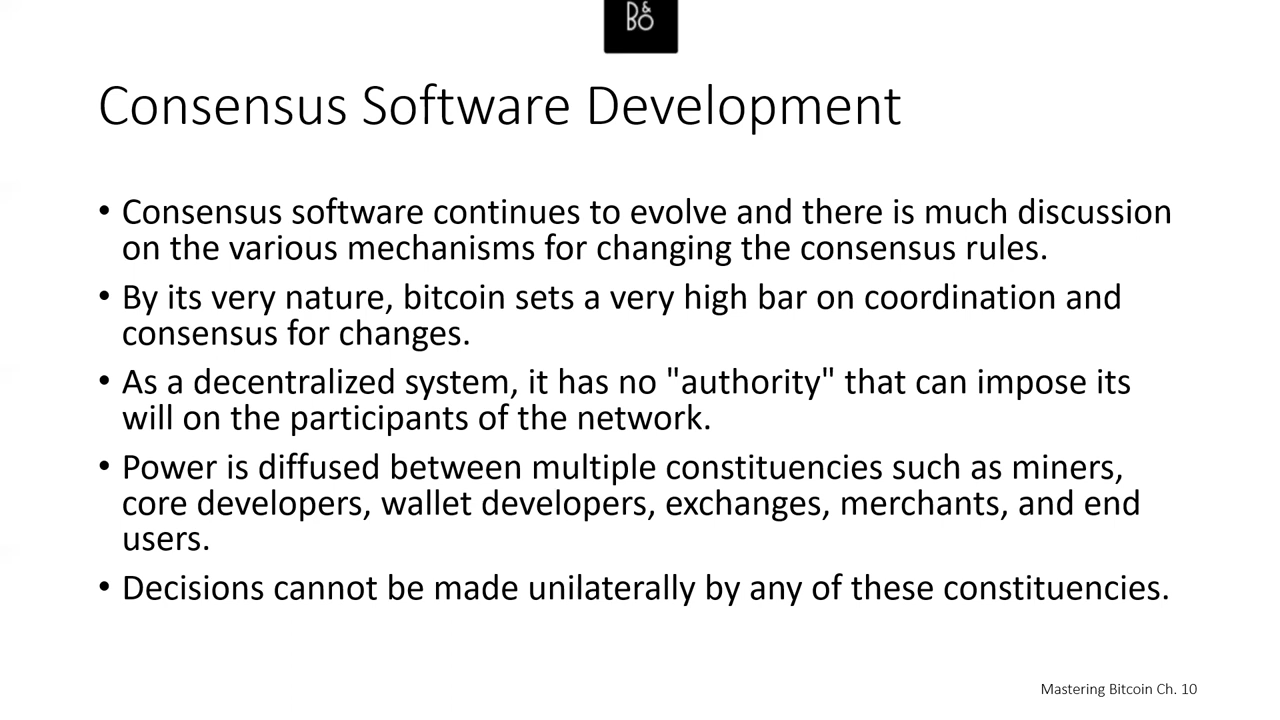 B&O
Consensus Software Development
• Consensus software continues to evolve and there is much discussion
on the various mechanisms for changing the consensus rules.
• By its very nature, bitcoin sets a very high bar on coordination and
consensus for changes.
• As a decentralized system, it has no "authority" that can impose its
will on the participants of the network.
• Power is diffused between multiple constituencies such as miners,
core developers, wallet developers, exchanges, merchants, and end
users.
• Decisions cannot be made unilaterally by any of these constituencies.
Mastering Bitcoin Ch. 10